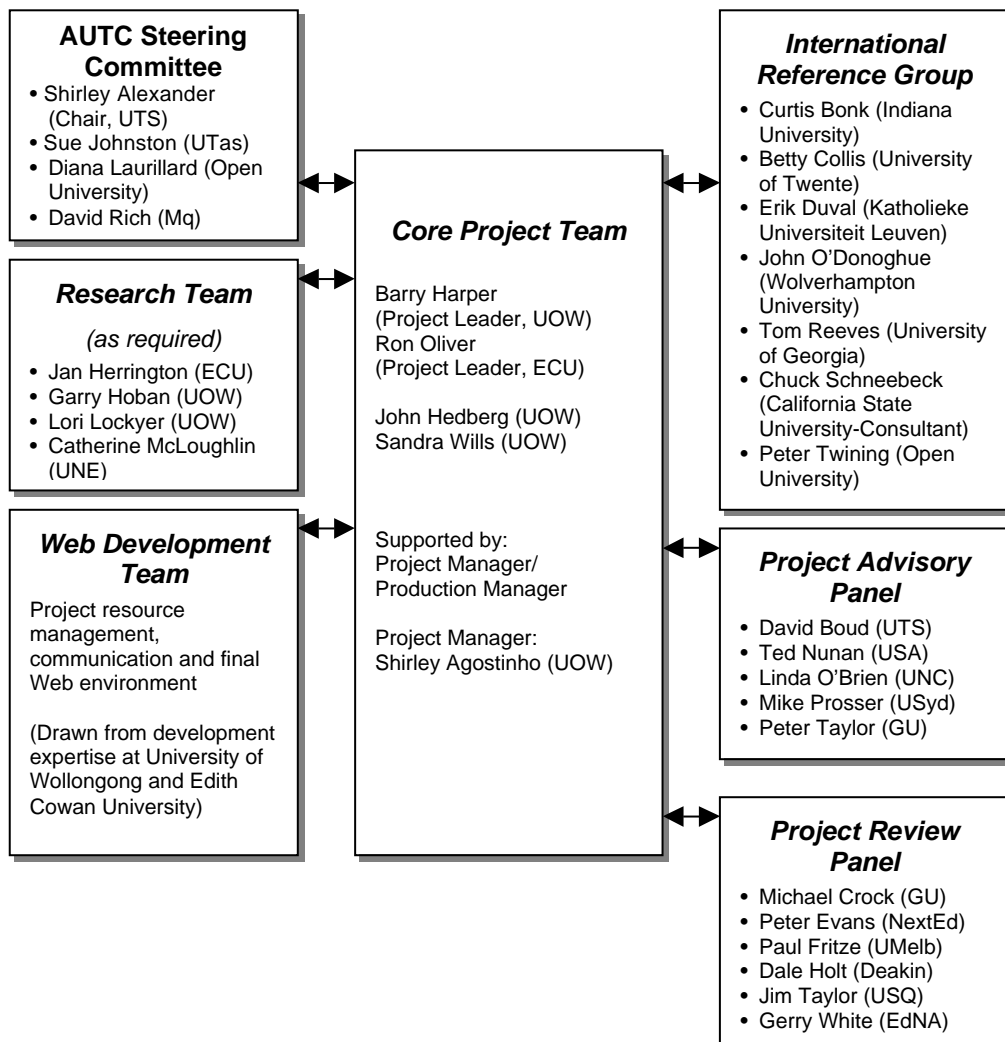 AUTC Steering
Committee
• Shirley Alexander
(Chair, UTS)
• Sue Johnston (UTas)
• Diana Laurillard (Open
University)
• David Rich (Mq)
Research Team
(as required)
• Jan Herrington (ECU)
• Garry Hoban (UOW)
• Lori Lockyer (UOW)
• Catherine McLoughlin
(UNE)
Web Development
Team
Project resource
management,
communication and final
Web environment
(Drawn from development
expertise at University of
Wollongong and Edith
Cowan University)
Core Project Team
Barry Harper
(Project Leader, UOW)
Ron Oliver
(Project Leader, ECU)
John Hedberg (UOW)
Sandra Wills (UOW)
Supported by:
Project Manager/
Production Manager
Project Manager:
Shirley Agostinho (UOW)
International
Reference Group
• Curtis Bonk (Indiana
University)
• Betty Collis (University
of Twente)
• Erik Duval (Katholieke
Universiteit Leuven)
• John O’Donoghue
(Wolverhampton
University)
• Tom Reeves (University
of Georgia)
• Chuck Schneebeck
(California State
University-Consultant)
• Peter Twining (Open
University)
Project Advisory
Panel
• David Boud (UTS)
• Ted Nunan (USA)
• Linda O’Brien (UNC)
• Mike Prosser (USyd)
• Peter Taylor (GU)
Project Review
Panel
• Michael Crock (GU)
• Peter Evans (NextEd)
• Paul Fritze (UMelb)
• Dale Holt (Deakin)
• Jim Taylor (USQ)
• Gerry White (EdNA)